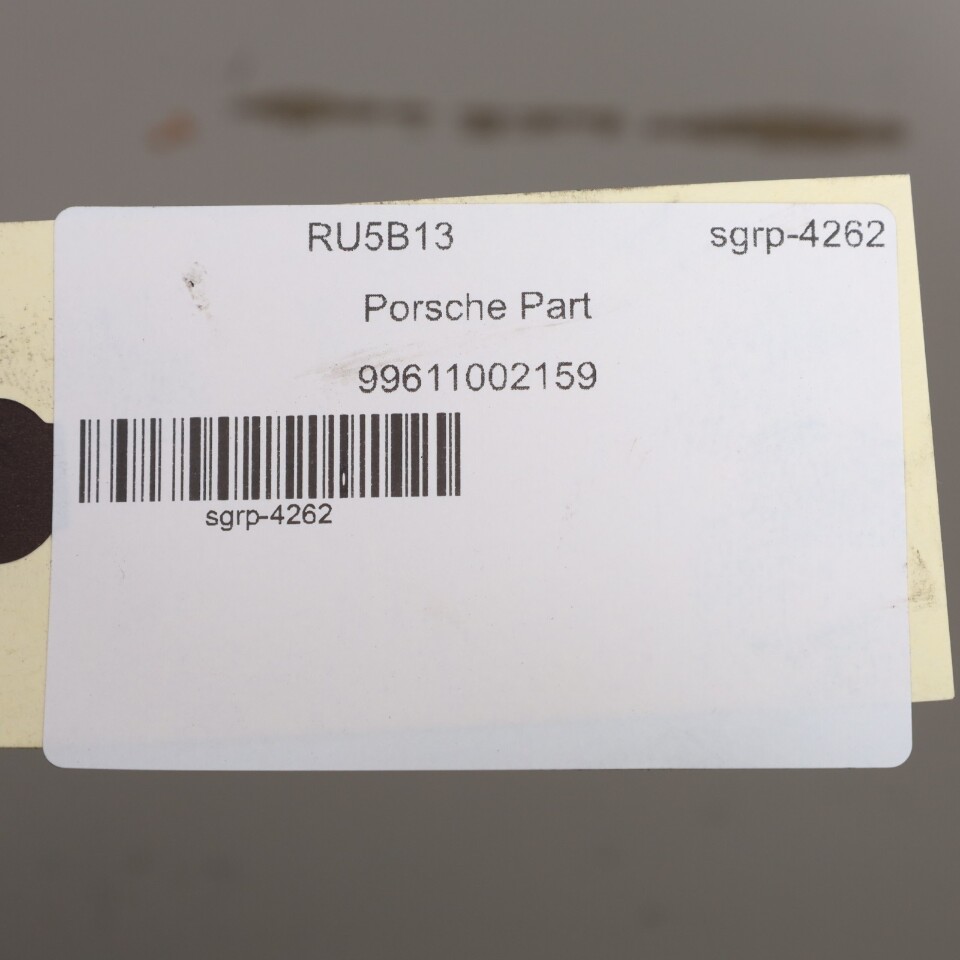 RU5B13 sgrp-4262
Porsche Part
99611002159
sgrp-4262